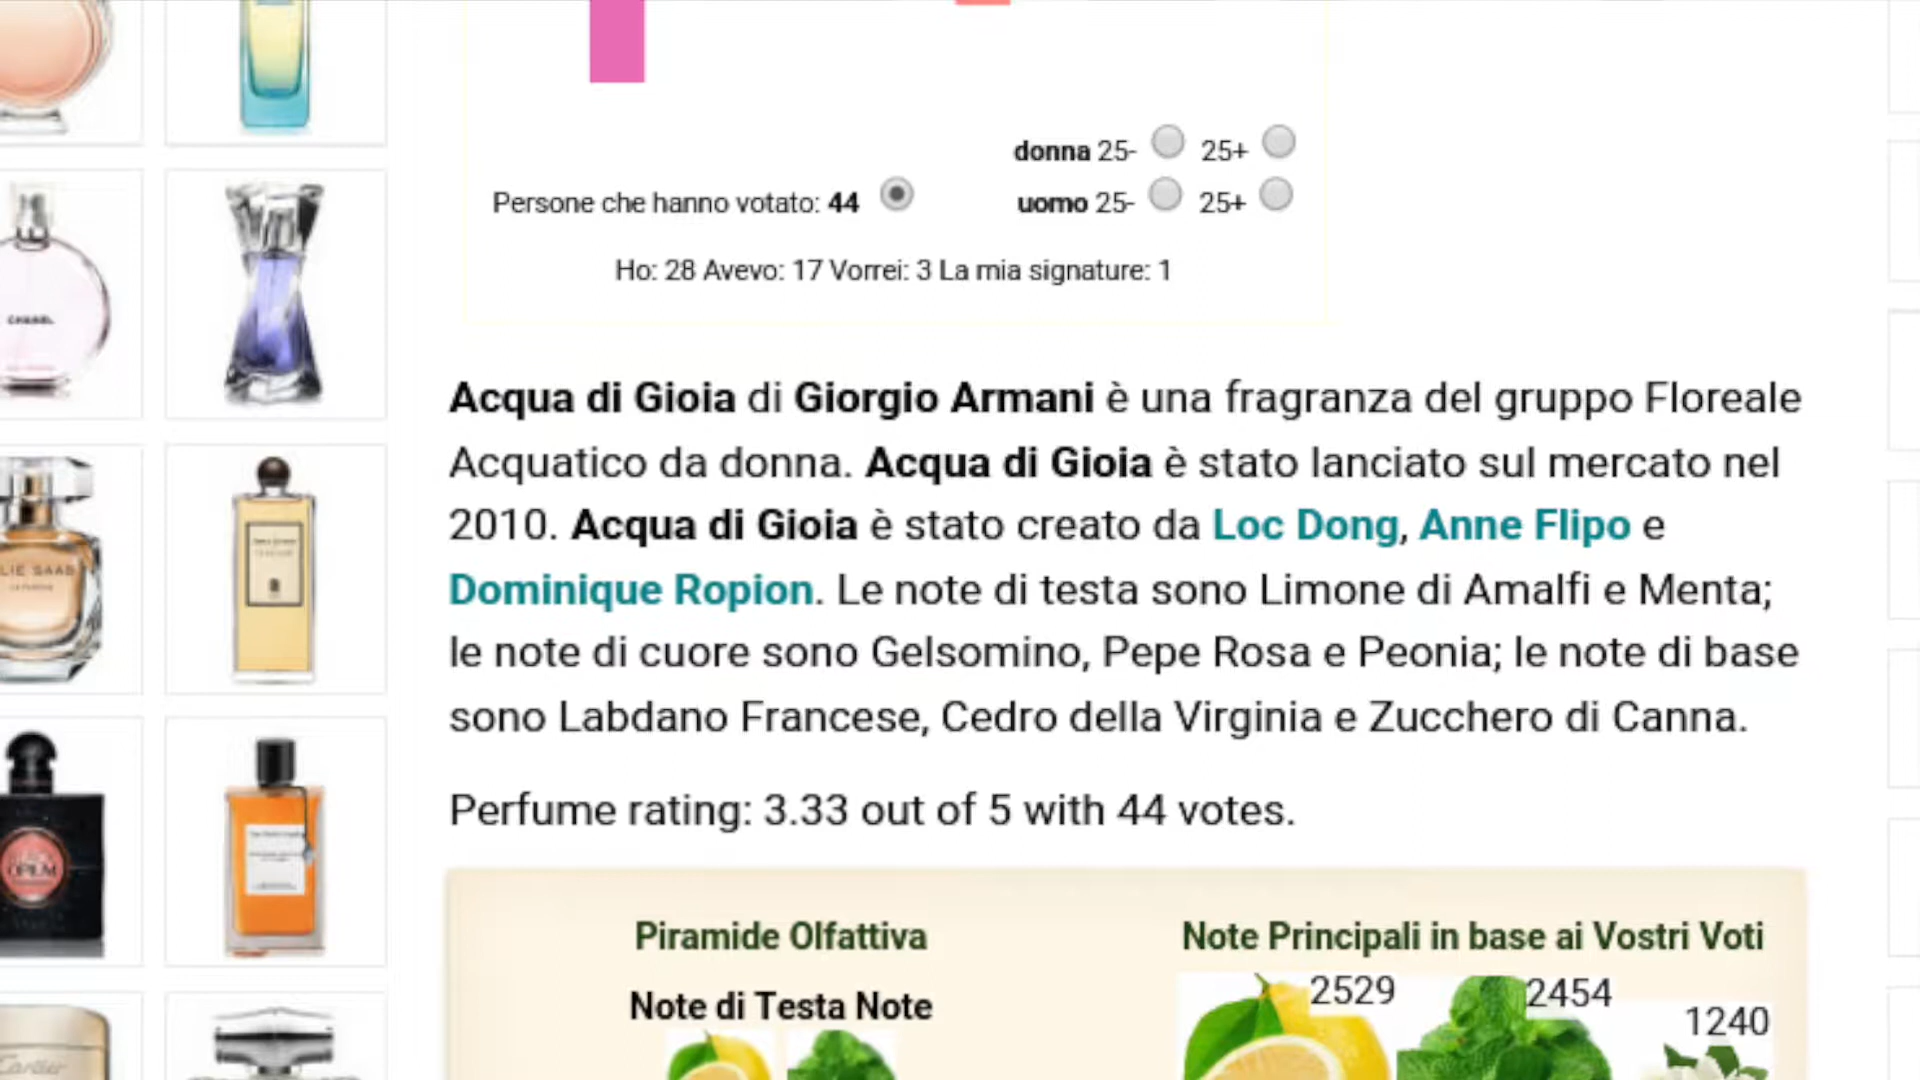 donna 25- 25+
Persone che hanno votato: 44
uomo 25- 25+
Ho: 28 Avevo: 17 Vorrei: 3 La mia signature: 1
CHANEL
Acqua di Gioia di Giorgio Armani è una fragranza del gruppo Floreale
Acquatico da donna. Acqua di Gioia è stato lanciato sul mercato nel
2010. Acqua di Gioia è stato creato da Loc Dong, Anne Flipo e
Dominique Ropion. Le note di testa sono Limone di Amalfi e Menta;
le note di cuore sono Gelsomino, Pepe Rosa e Peonia; le note di base
sono Labdano Francese, Cedro della Virginia e Zucchero di Canna.
LIE SAAB
Perfume rating: 3.33 out of 5 with 44 votes.
OPIUM
Piramide Olfattiva
Note Principali in base ai Vostri Voti
Note di Testa Note
2529
2454
1240
Cartier